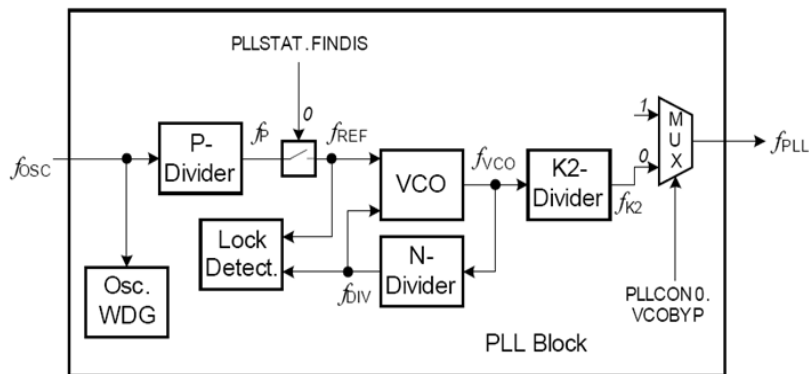 PLLSTAT.FINDIS
0
fOSC
P-
Divider
fP
fREF
VCO
fVCO
K2-
Divider
fK2
1
0
M
U
X
fPLL
Lock
Detect.
fDIV
N-
Divider
Osc.
WDG
PLLCON0.
VCOBYP
PLL Block